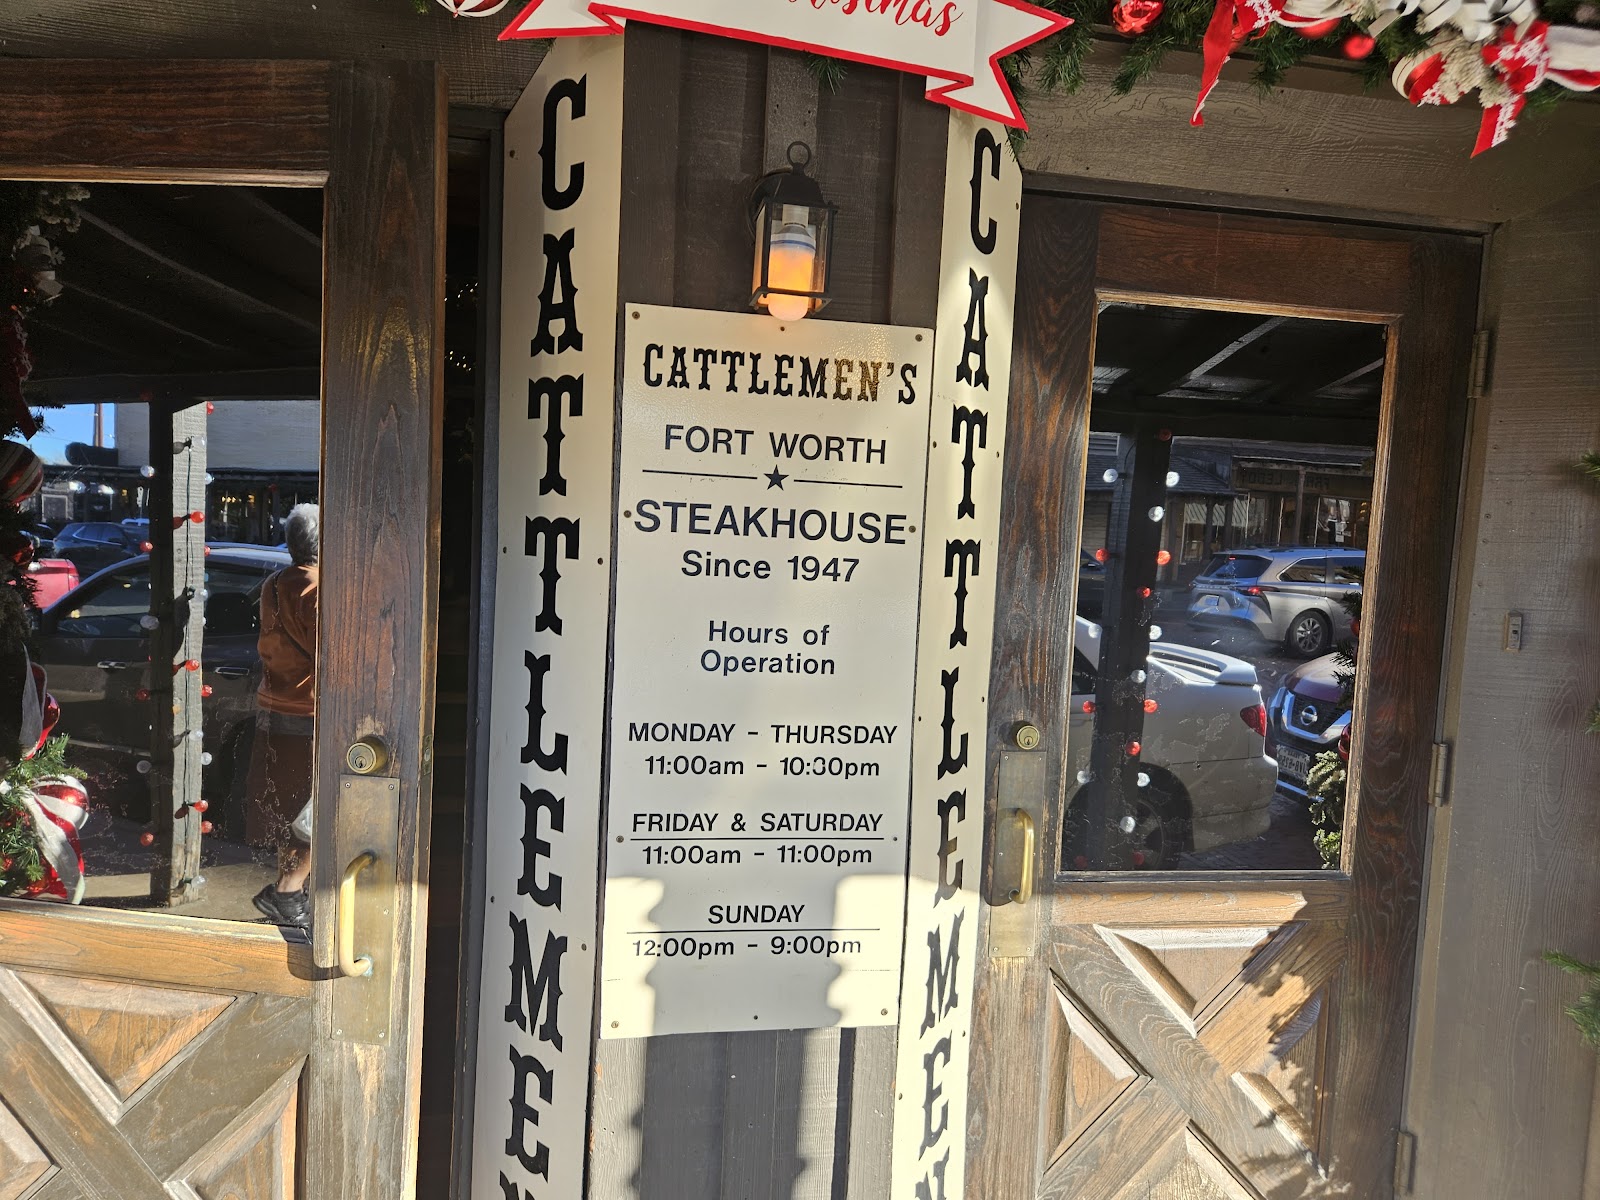 Christmas
CATTLEMEN
CATTLEMEN
CATTLEMEN'S
FORT WORTH
STEAKHOUSE
Since 1947
Hours of
Operation
MONDAY - THURSDAY
11:00am - 10:30pm
FRIDAY & SATURDAY
11:00am - 11:00pm
SUNDAY
12:00pm - 9:00pm